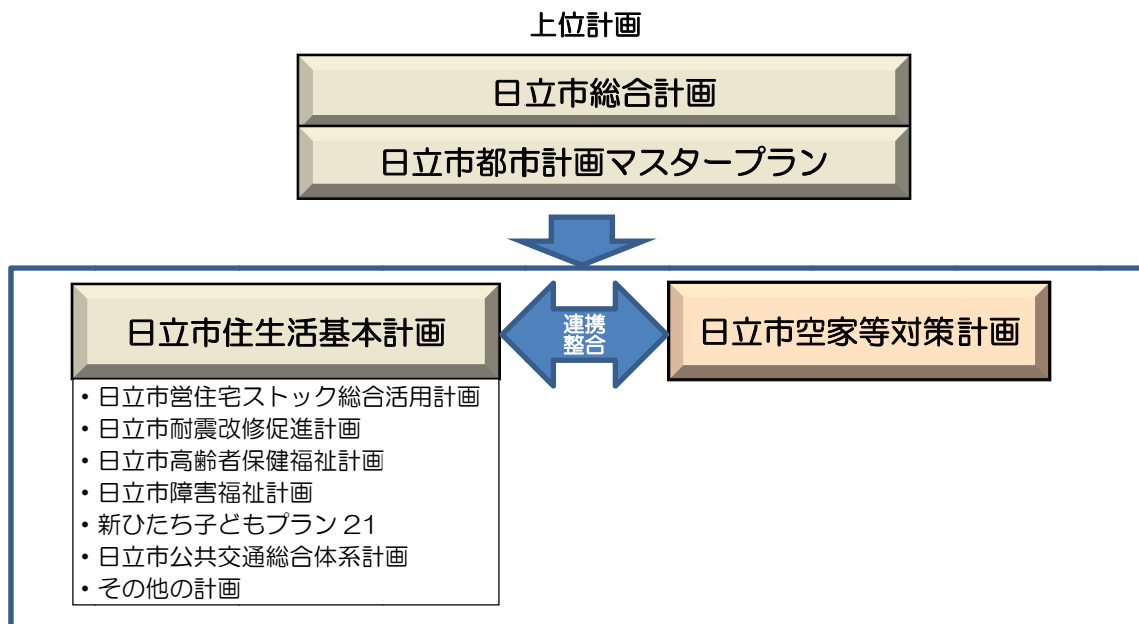 上位計画
日立市総合計画
日立市都市計画マスタープラン
日立市住生活基本計画
連携
整合
日立市空家等対策計画
・日立市営住宅ストック総合活用計画
・日立市耐震改修促進計画
・日立市高齢者保健福祉計画
・日立市障害福祉計画
・新ひたち子どもプラン 21
・日立市公共交通総合体系計画
・その他の計画